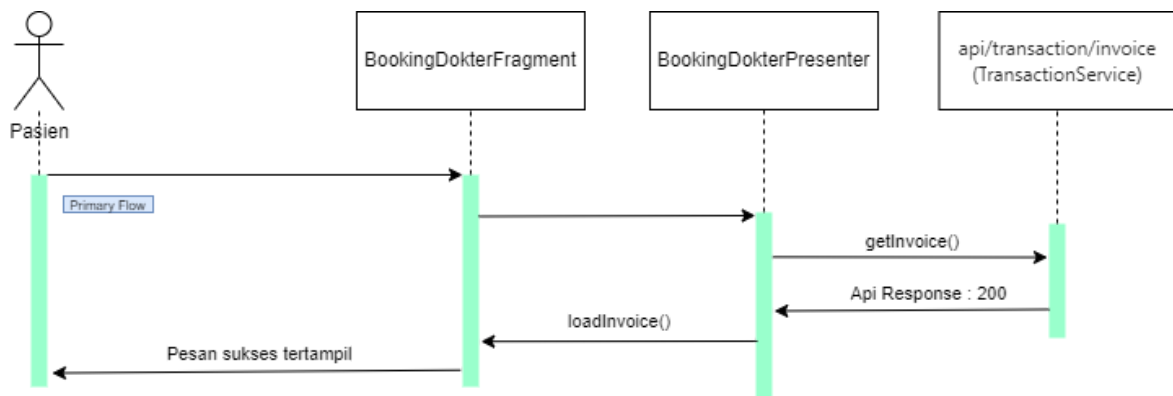 Pasien
BookingDokterFragment
BookingDokterPresenter
api/transaction/invoice
(TransactionService)
Primary Flow
getInvoice()
Api Response : 200
loadInvoice()
Pesan sukses tertampil